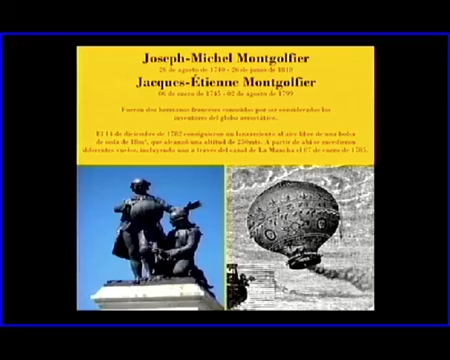 Joseph-Michel Montgolfier
26 de agosto de 1740 - 26 de junio de 1810
Jacques-Étienne Montgolfier
06 de enero de 1745 - 02 de agosto de 1799
Fueron dos hermanos franceses conocidos por ser considerados los
inventores del globo aerostático.
El 14 de diciembre de 1782 consiguieron un lanzamiento al aire libre de una bolsa
de seda de 18m³, que alcanzó una altitud de 250mts. A partir de ahí se sucedieron
diferentes vuelos, incluyendo uno a través del canal de La Mancha el 07 de enero de 1785.